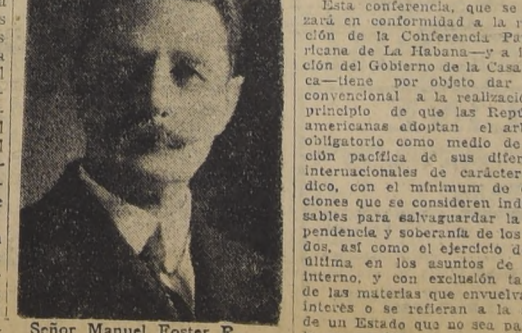 Esta conferencia, que se
zará en conformidad a la
ción de la Conferencia Pa
ricana de La Habana—y a
ción del Gobierno de la Casa
ca—tiene por objeto dar
convencional a la realizació
principio de que las Repú
americanas adoptan el ar
obligatorio como medio de
ción pacífica de sus difer
internacionales de carácter
dico, con el mínimum de
ciones que se consideren ind
sables para salvaguardar la
pendencia y soberanía de los
dos, así como el ejercicio d
última en los asuntos de
interno, y con exclusión ta
de las materias que envuelv
interés o se refieran a la
de un Estado que no sea pa
Señor Manuel Foster R